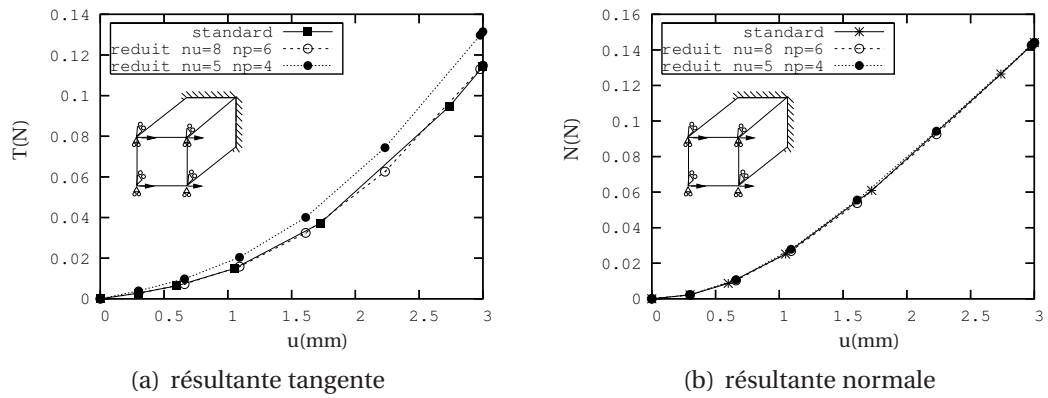 0.14
0.12
0.1
0.08
0.06
0.04
0.02
0
T(N)
standard
reduit nu=8 np=6
reduit nu=5 np=4
0 0.5 1 1.5 2 2.5 3
u(mm)
(a) résultante tangente
0.16
0.14
0.12
0.1
0.08
0.06
0.04
0.02
0
N(N)
standard
reduit nu=8 np=6
reduit nu=5 np=4
0 0.5 1 1.5 2 2.5 3
u(mm)
(b) résultante normale